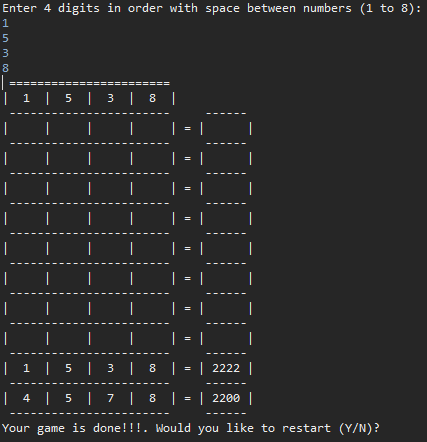 Enter 4 digits in order with space between numbers (1 to 8):
1
5
3
8
| =======================
| 1 | 5 | 3 | 8 |
----------------------- ------
| | | | | = | |
----------------------- ------
| | | | | = | |
----------------------- ------
| | | | | = | |
----------------------- ------
| | | | | = | |
----------------------- ------
| | | | | = | |
----------------------- ------
| | | | | = | |
----------------------- ------
| | | | | = | |
----------------------- ------
| | | | | = | |
----------------------- ------
| 1 | 5 | 3 | 8 | = | 2222 |
----------------------- ------
| 4 | 5 | 7 | 8 | = | 2200 |
----------------------- ------
Your game is done!!!. Would you like to restart (Y/N)?